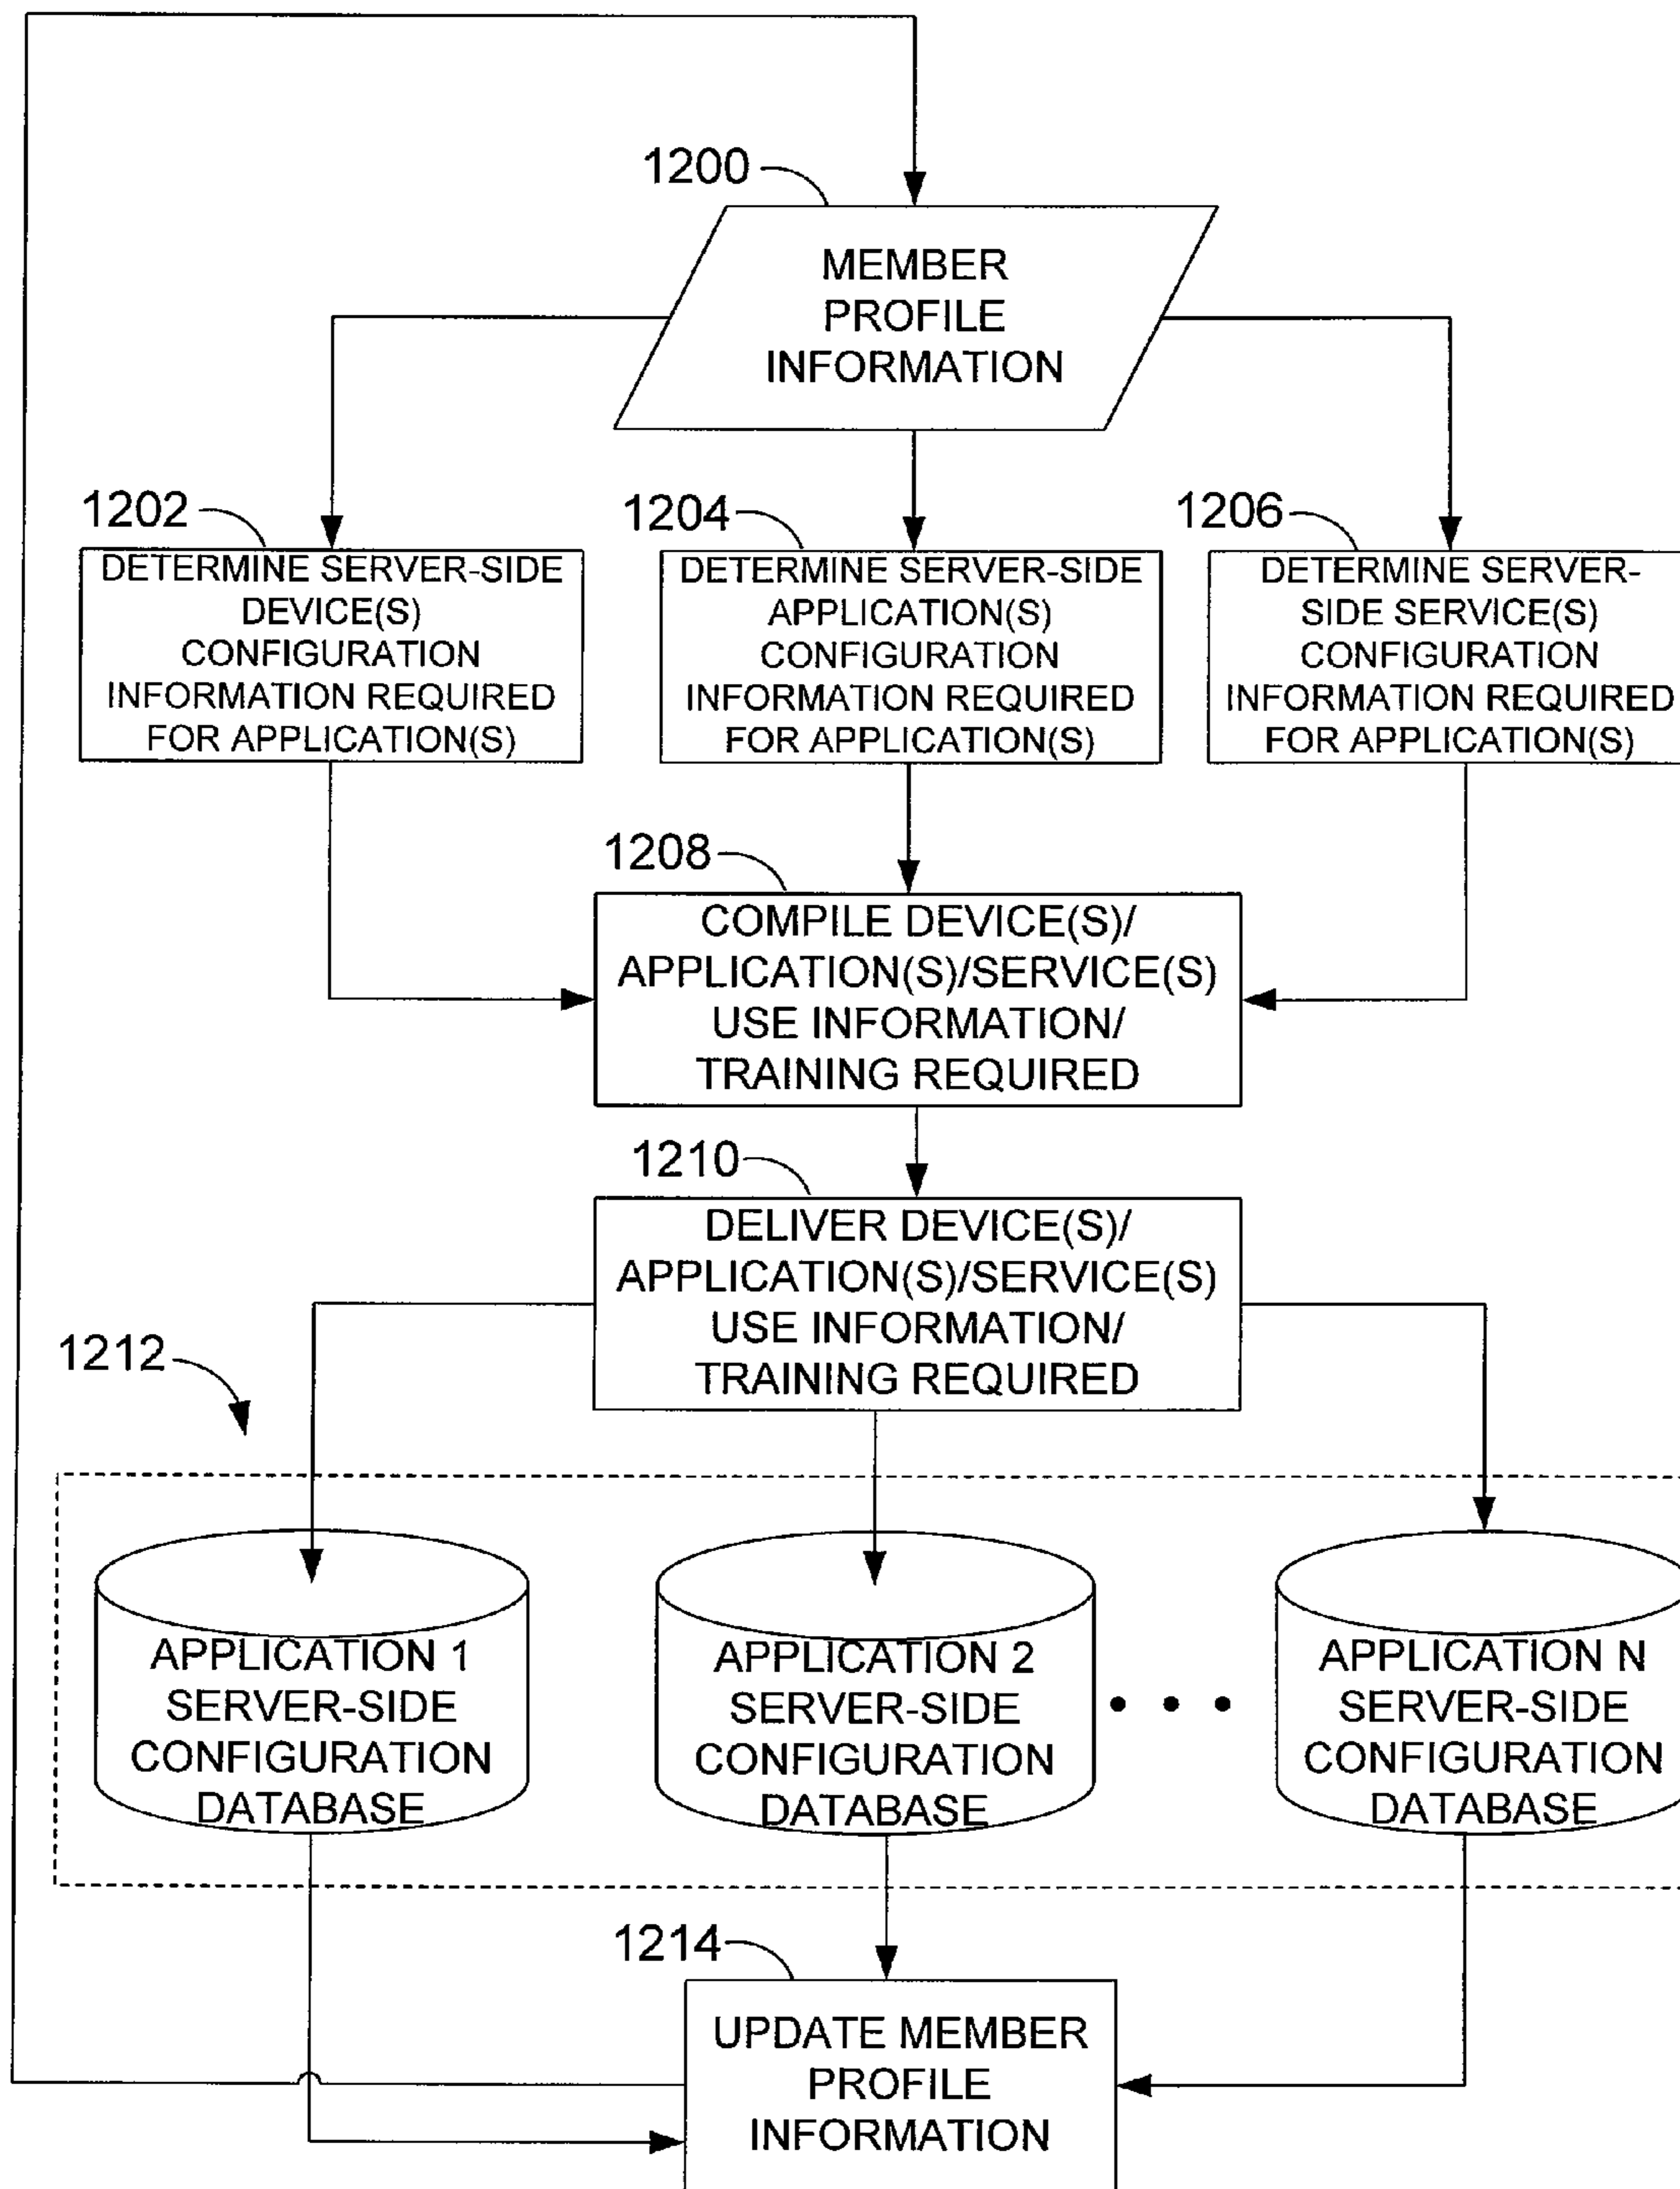 1200
MEMBER
PROFILE
INFORMATION
1202
DETERMINE SERVER-SIDE
DEVICE(S)
CONFIGURATION
INFORMATION REQUIRED
FOR APPLICATION(S)
1204
DETERMINE SERVER-SIDE
APPLICATION(S)
CONFIGURATION
INFORMATION REQUIRED
FOR APPLICATION(S)
1206
DETERMINE SERVER-
SIDE SERVICE(S)
CONFIGURATION
INFORMATION REQUIRED
FOR APPLICATION(S)
1208
COMPILE DEVICE(S)/
APPLICATION(S)/SERVICE(S)
USE INFORMATION/
TRAINING REQUIRED
1210
DELIVER DEVICE(S)/
APPLICATION(S)/SERVICE(S)
USE INFORMATION/
TRAINING REQUIRED
1212
APPLICATION 1
SERVER-SIDE
CONFIGURATION
DATABASE
APPLICATION 2
SERVER-SIDE
CONFIGURATION
DATABASE
• • •
APPLICATION N
SERVER-SIDE
CONFIGURATION
DATABASE
1214
UPDATE MEMBER
PROFILE
INFORMATION